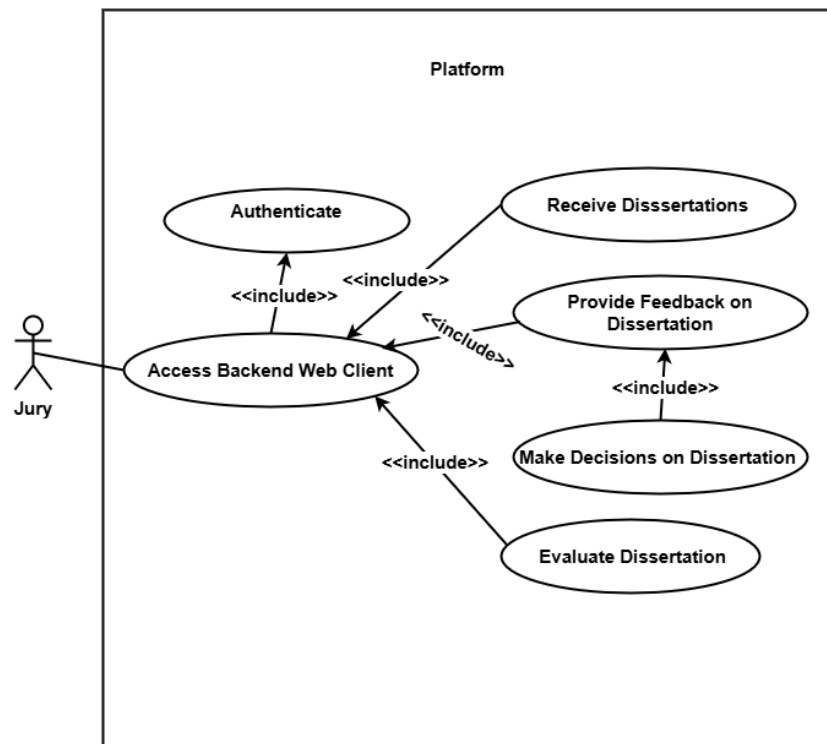 Platform
Authenticate
Receive Disssertations
<<include>>
<<include>>
Provide Feedback on
Dissertation
<<include>>
Jury
Access Backend Web Client
<<include>>
Make Decisions on Dissertation
<<include>>
Evaluate Dissertation